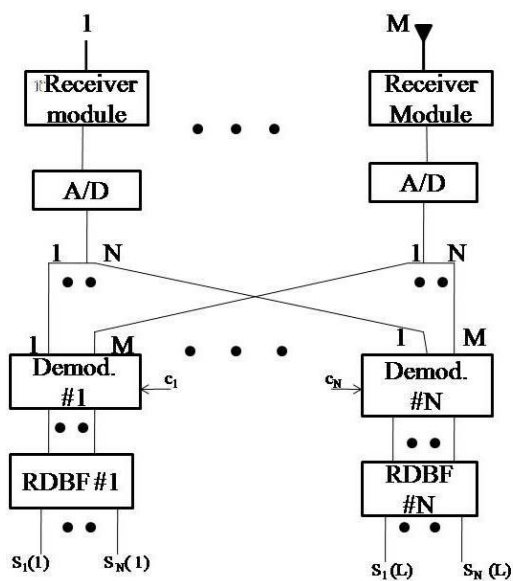 1 M
Receiver module
Receiver Module
A/D A/D
1 N 1 N
1 M 1 M
Demod. #1
c1
cN
Demod. #N
RDBF #1
RDBF #N
S1(1) SN(1) S1(L) SN(L)